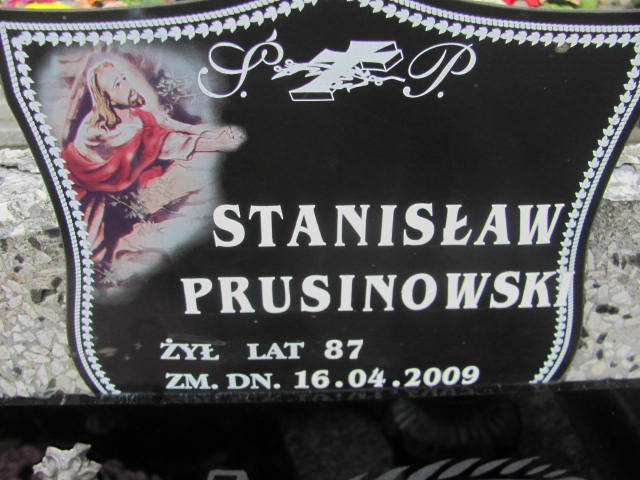 Ś. P.
STANISŁAW
PRUSINOWSKI
ŻYŁ LAT 87
ZM. DN. 16.04.2009